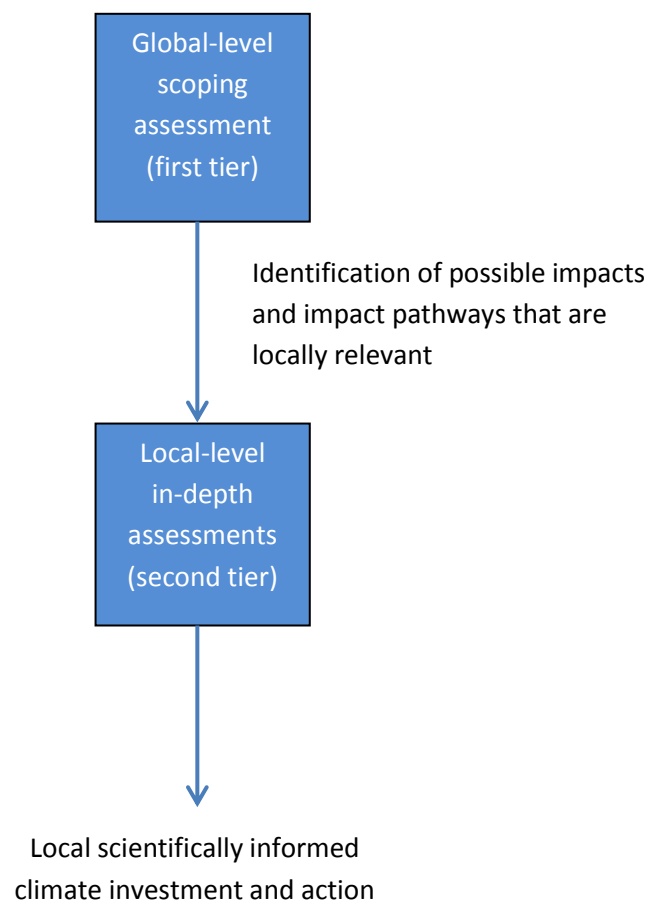 Global-level
scoping
assessment
(first tier)
Identification of possible impacts
and impact pathways that are
locally relevant
Local-level
in-depth
assessments
(second tier)
Local scientifically informed
climate investment and action